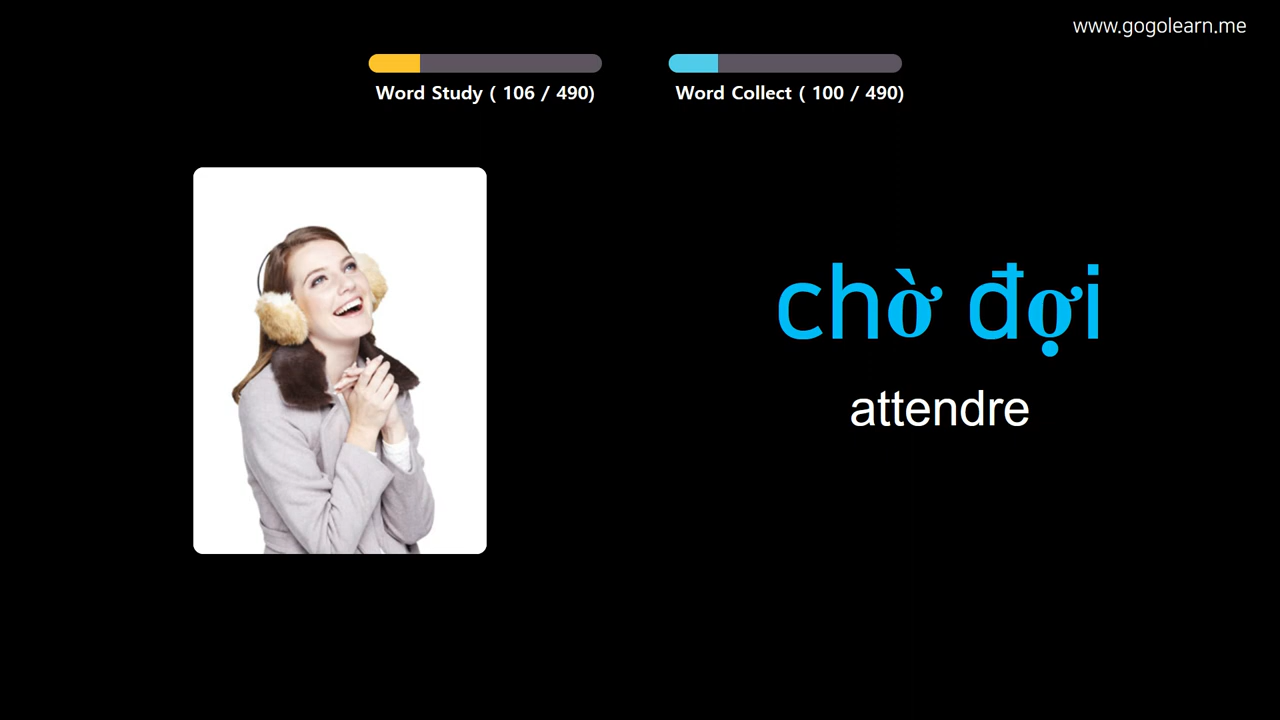 www.gogolearn.me
Word Study ( 106 / 490)
Word Collect ( 100 / 490)
chờ đợi
attendre